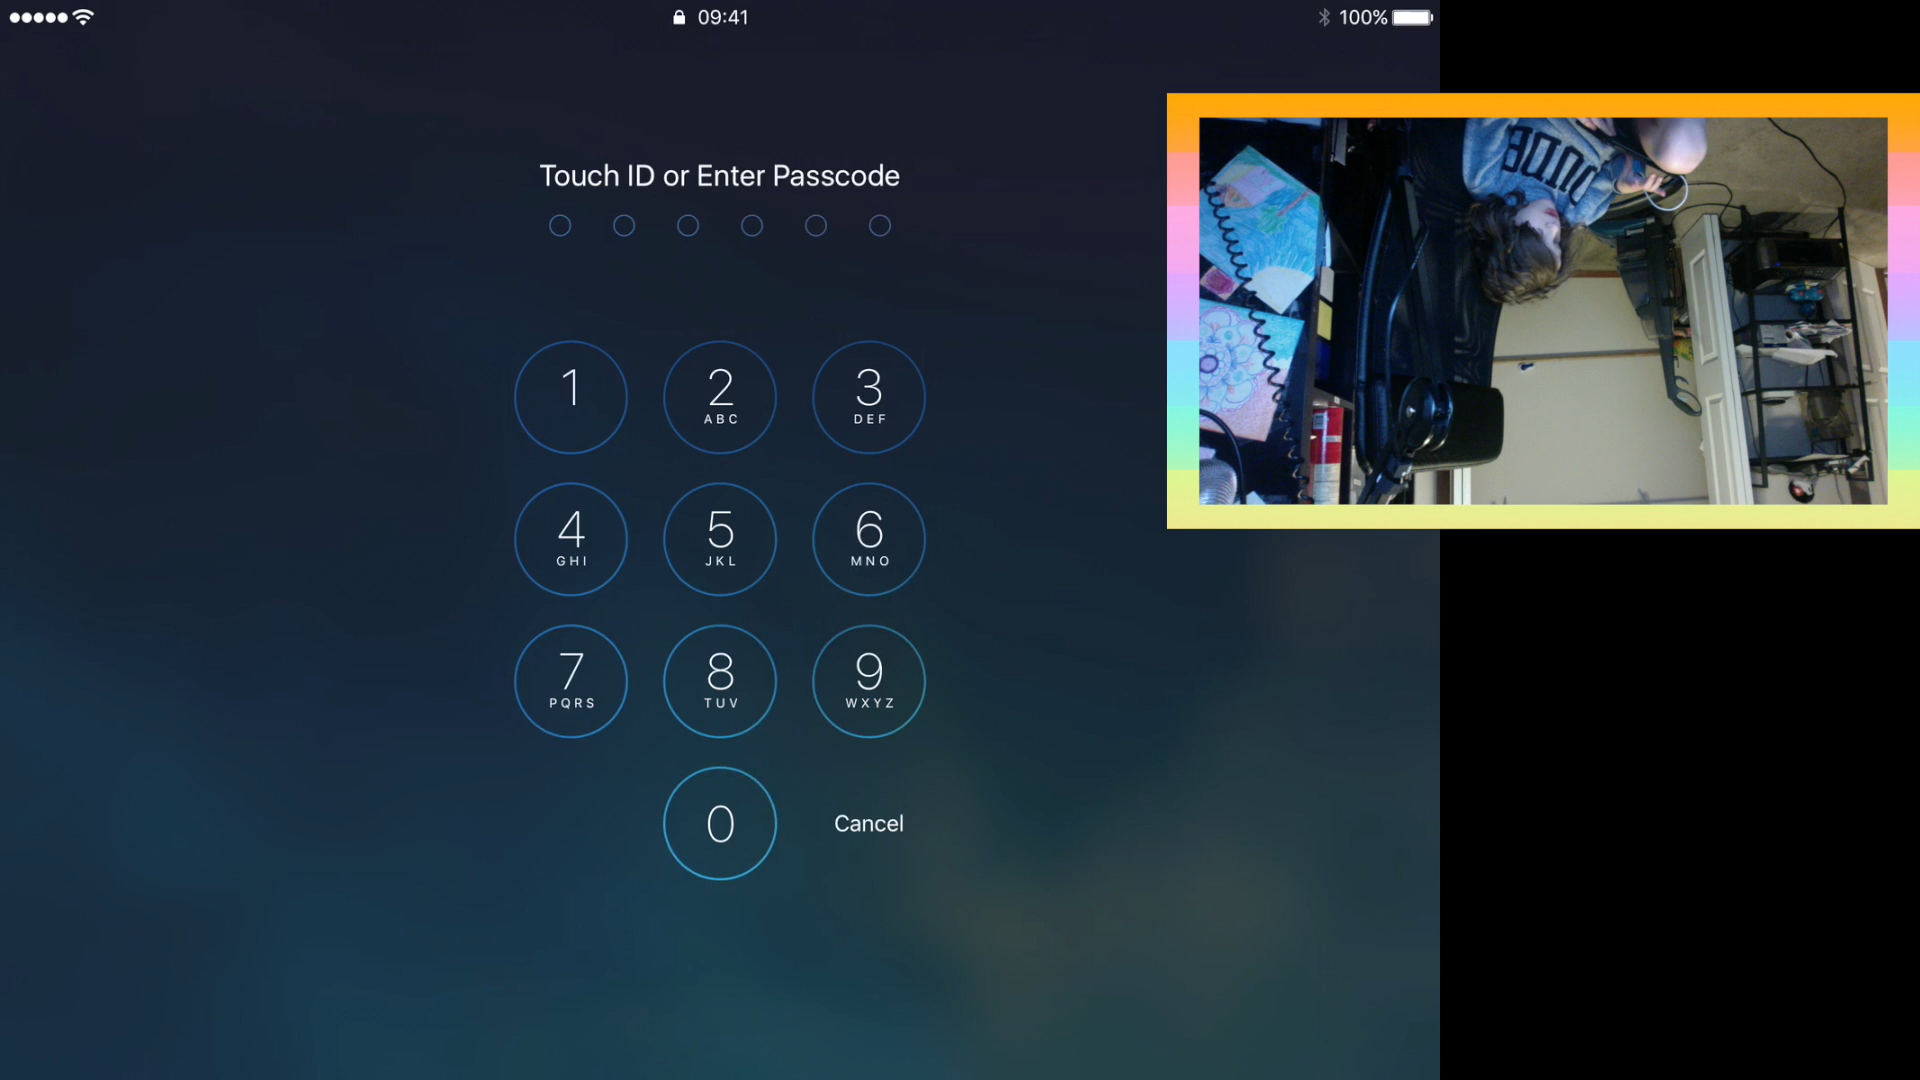 09:41
100%
Touch ID or Enter Passcode
1
2
ABC
3
DEF
4
GHI
5
JKL
6
MNO
7
PQRS
8
TUV
9
WXYZ
0
Cancel
DUDE